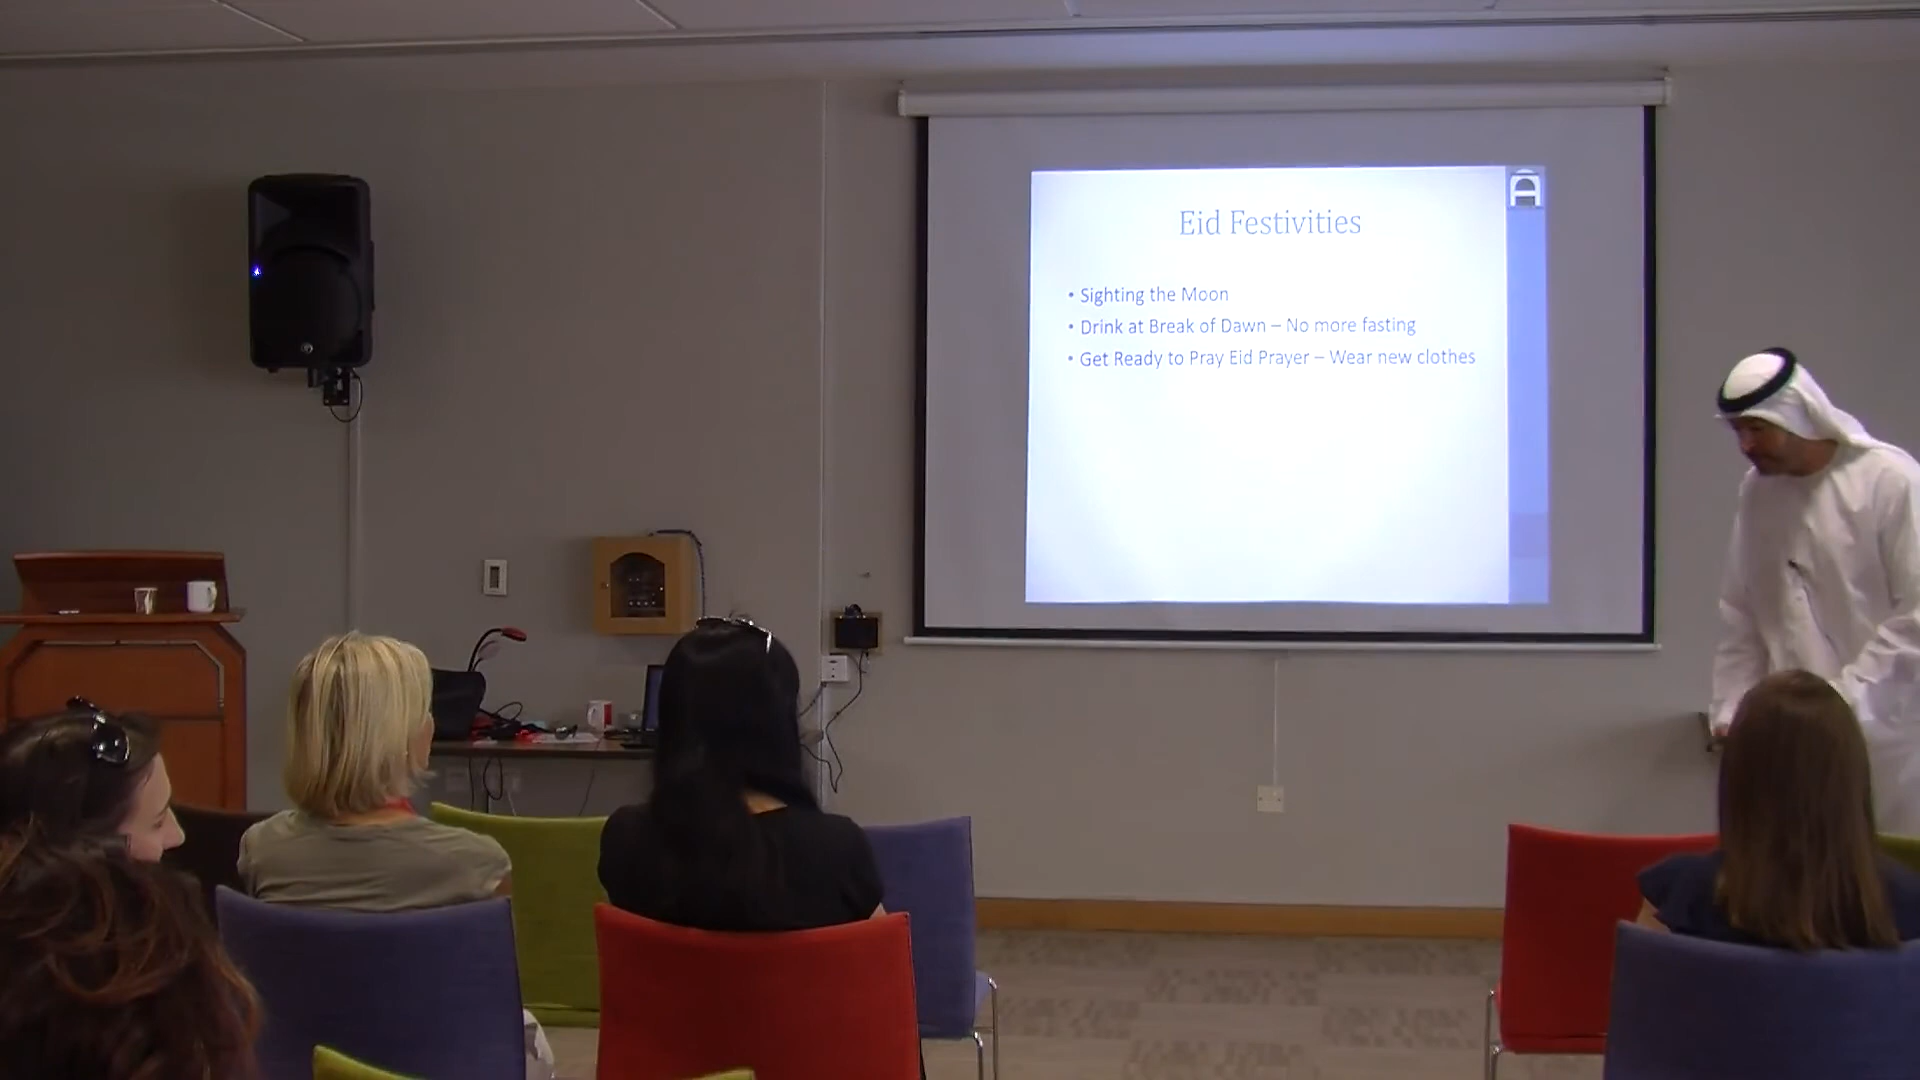 Eid Festivities
• Sighting the Moon
• Drink at Break of Dawn – No more fasting
• Get Ready to Pray Eid Prayer – Wear new clothes